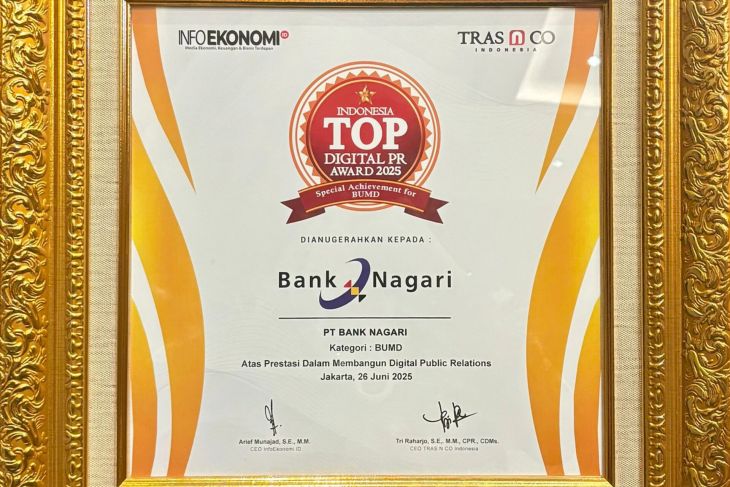 INFOEKONOMI ID
Media Ekonomi, Keuangan & Bisnis Terdepan
TRAS N CO
INDONESIA
INDONESIA
TOP
DIGITAL PR
AWARD 2025
Special Achievement for
BUMD
DIANUGERAHKAN KEPADA :
Bank Nagari
PT BANK NAGARI
Kategori : BUMD
Atas Prestasi Dalam Membangun Digital Public Relations
Jakarta, 26 Juni 2025
Arief Munajad, S.E., M.M.
CEO InfoEkonomi.ID
Tri Raharjo, S.E., M.M., CPR., CDMs.
CEO TRAS N CO Indonesia